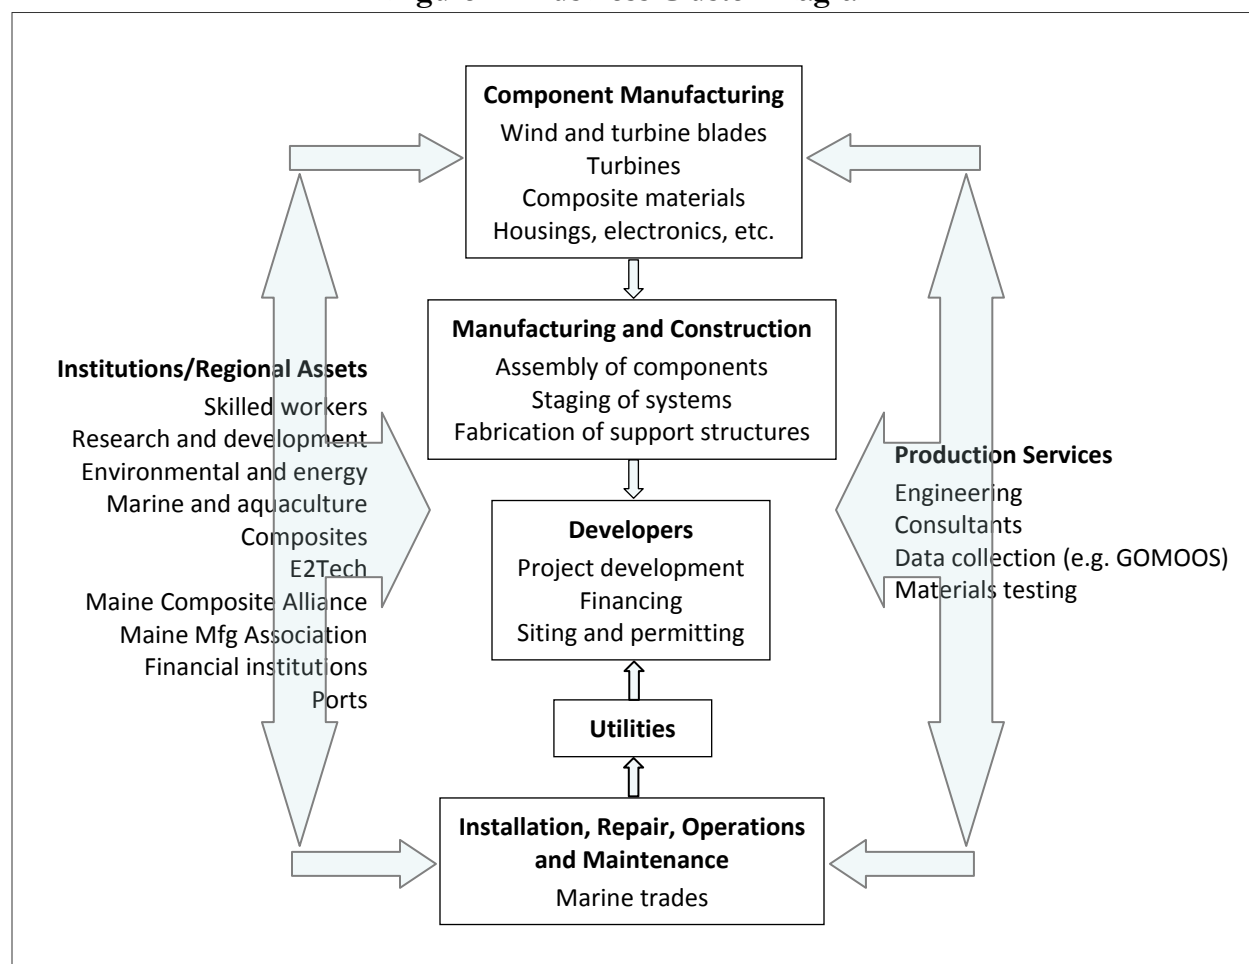 Component Manufacturing
Wind and turbine blades
Turbines
Composite materials
Housings, electronics, etc.
Manufacturing and Construction
Assembly of components
Staging of systems
Fabrication of support structures
Institutions/Regional Assets
Skilled workers
Research and development
Environmental and energy
Marine and aquaculture
Composites
E2Tech
Maine Composite Alliance
Maine Mfg Association
Financial institutions
Ports
Production Services
Engineering
Consultants
Data collection (e.g. GOMOOS)
Materials testing
Developers
Project development
Financing
Siting and permitting
Utilities
Installation, Repair, Operations
and Maintenance
Marine trades